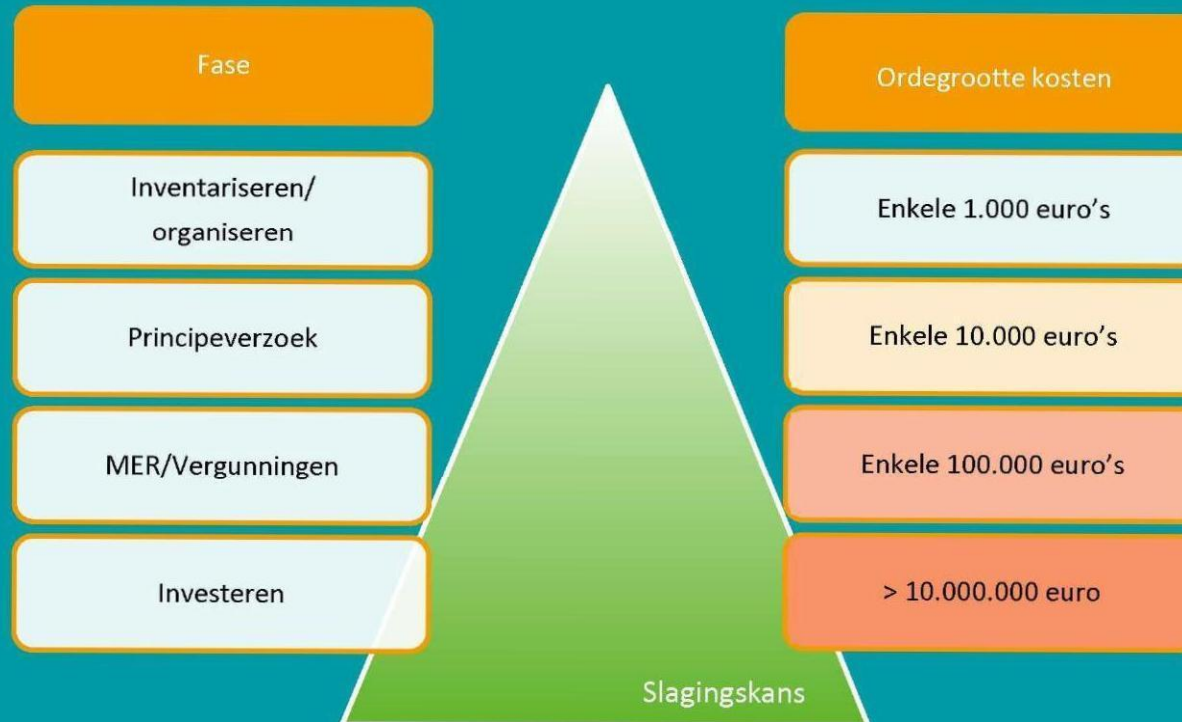 Fase
Ordegrootte kosten
Inventariseren/
organiseren
Enkele 1.000 euro’s
Principeverzoek
Enkele 10.000 euro’s
MER/Vergunningen
Enkele 100.000 euro’s
Investeren
> 10.000.000 euro
Slagingskans